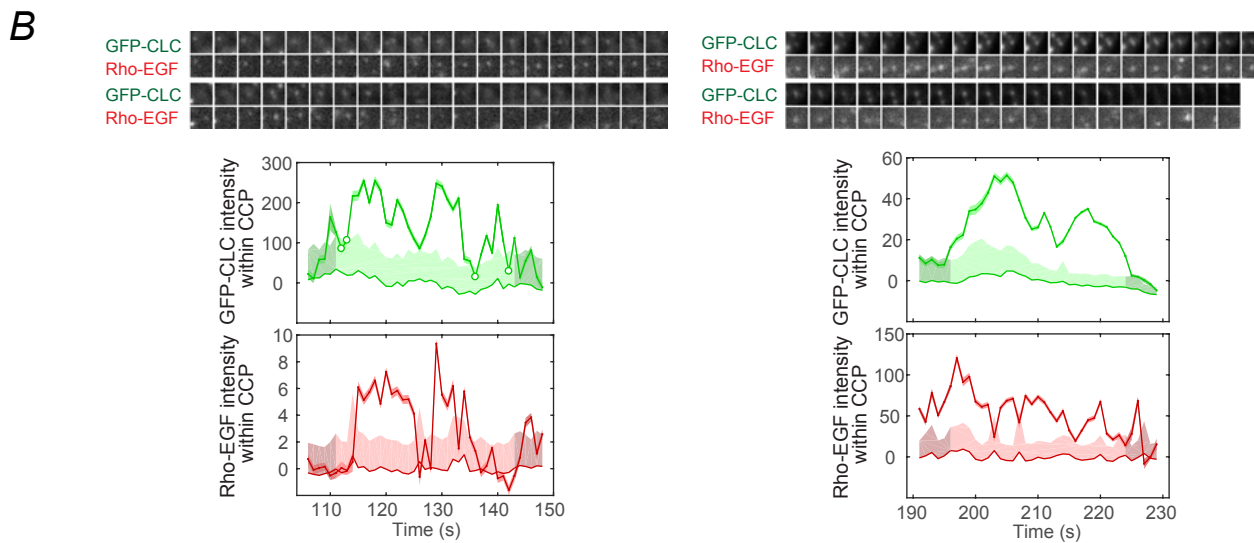 B
GFP-CLC
Rho-EGF
GFP-CLC
Rho-EGF
GFP-CLC
Rho-EGF
GFP-CLC
Rho-EGF
GFP-CLC intensity
within CCP
300
200
100
0
Rho-EGF intensity
within CCP
10
8
6
4
2
0
110
120
130
140
150
Time (s)
GFP-CLC intensity
within CCP
60
40
20
0
Rho-EGF intensity
within CCP
150
100
50
0
190
200
210
220
230
Time (s)